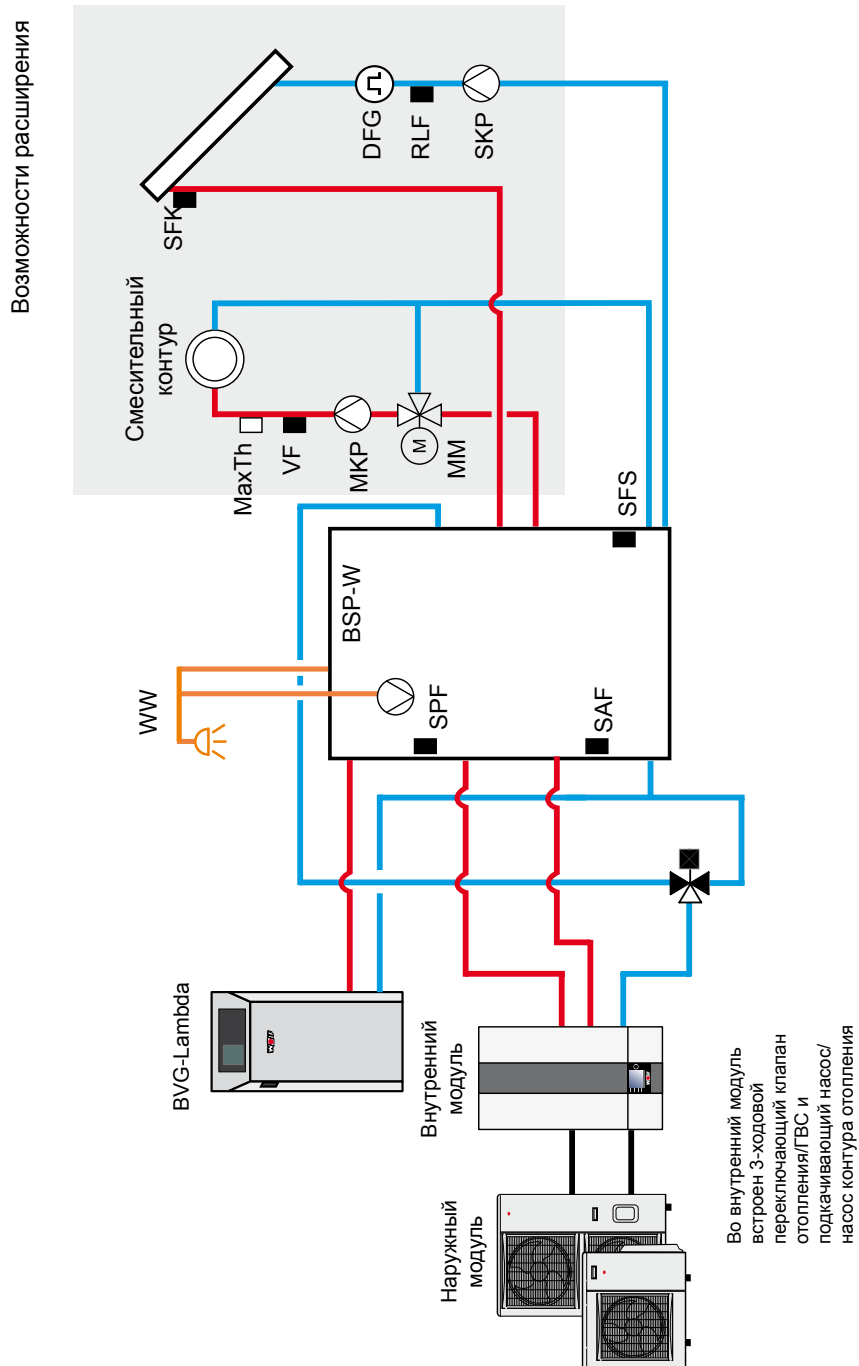 Возможности расширения
SFK
DFG
RLF
SKP
Смесительный
контур
MaxTh
VF
MKP
MM
M
WW
BSP-W
SPF
SAF
SFS
BVG-Lambda
WOLF
Внутренний
модуль
Наружный
модуль
Во внутренний модуль
встроен 3-ходовой
переключающий клапан
отопления/ГВС и
подкачивающий насос/
насос контура отопления